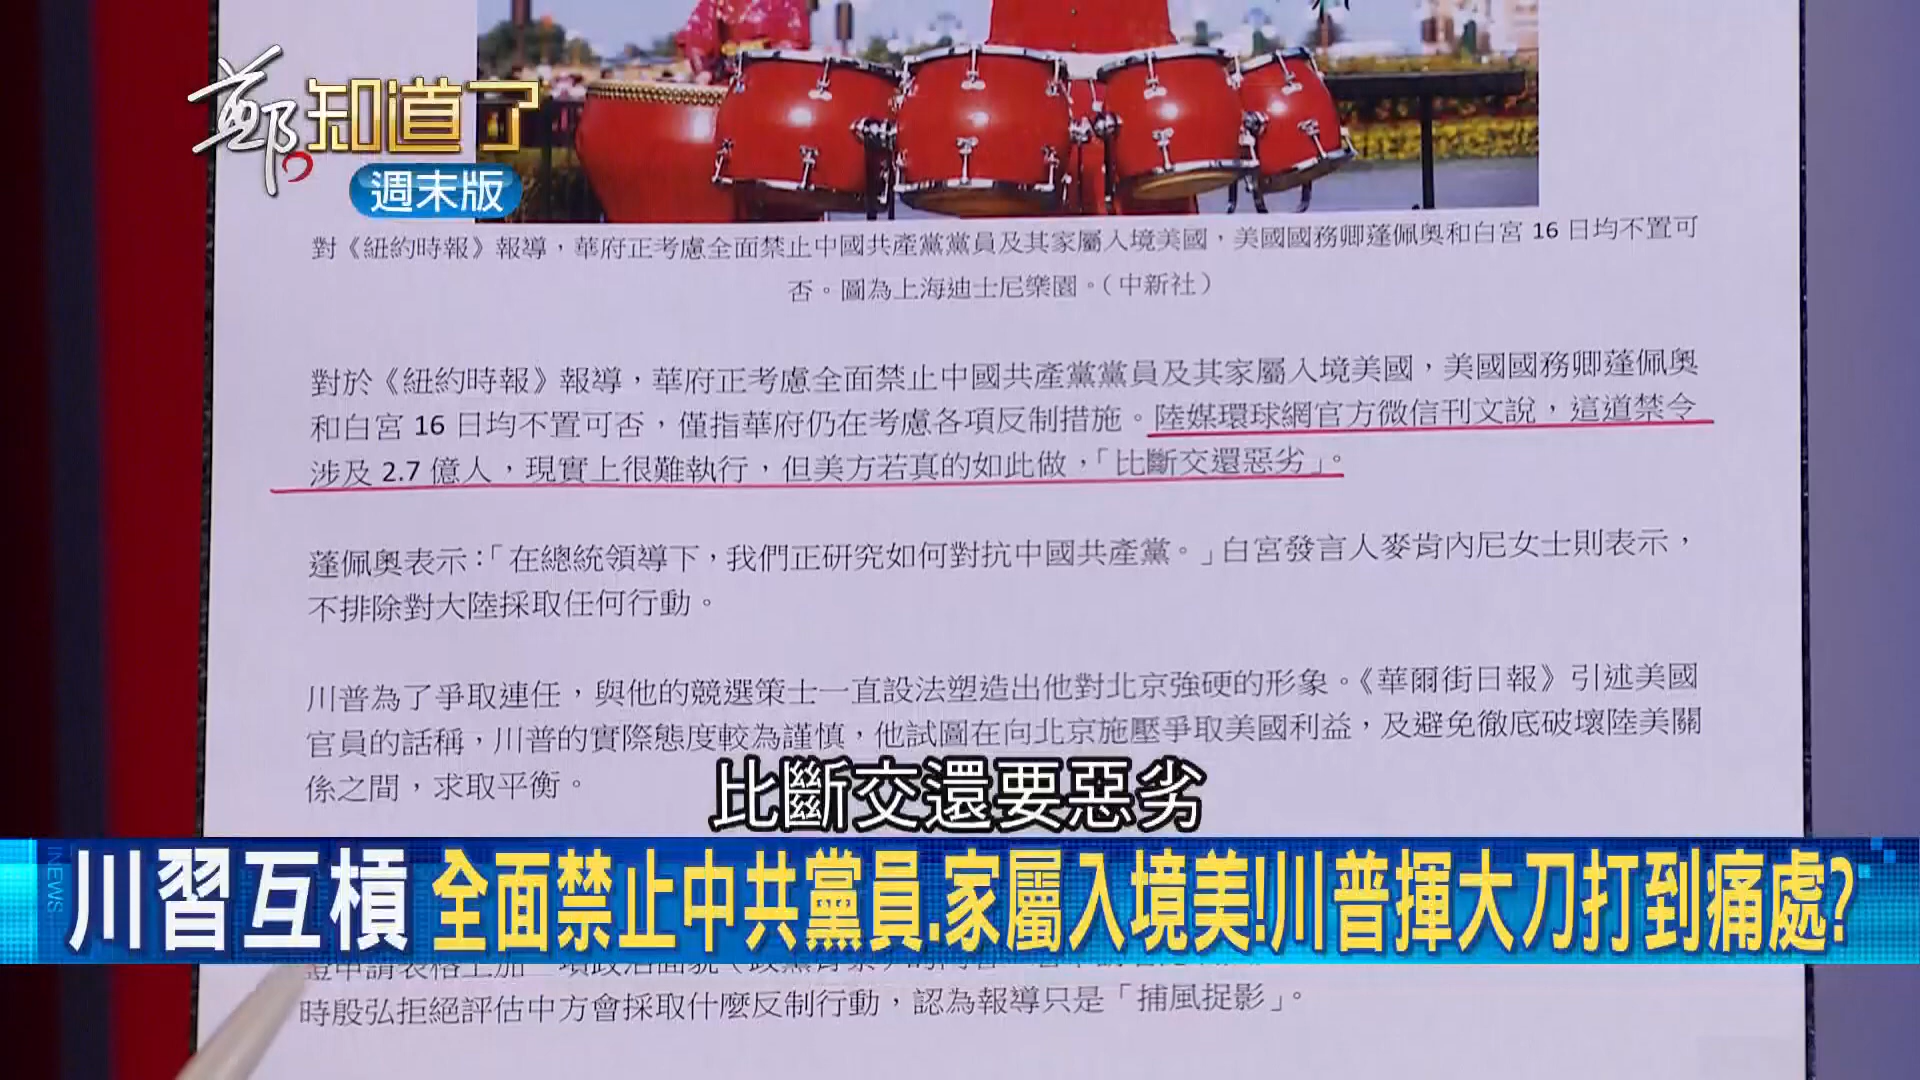 鄭知道了
週末版
對《紐約時報》報導，華府正考慮全面禁止中國共產黨黨員及其家屬入境美國，美國國務卿蓬佩奧和白宮 16 日均不置可
否。圖為上海迪士尼樂園。（中新社）
對於《紐約時報》報導，華府正考慮全面禁止中國共產黨黨員及其家屬入境美國，美國國務卿蓬佩奧
和白宮 16 日均不置可否，僅指華府仍在考慮各項反制措施。陸媒環球網官方微信刊文說，這道禁令
涉及 2.7 億人，現實上很難執行，但美方若真的如此做，「比斷交還惡劣」。
蓬佩奧表示：「在總統領導下，我們正研究如何對抗中國共產黨。」白宮發言人麥肯內尼女士則表示，
不排除對大陸採取任何行動。
川普為了爭取連任，與他的競選策士一直設法塑造出他對北京強硬的形象。《華爾街日報》引述美國
官員的話稱，川普的實際態度較為謹慎，他試圖在向北京施壓爭取美國利益，及避免徹底破壞陸美關
係之間，求取平衡。
比斷交還要惡劣
INEWS
川習互槓 全面禁止中共黨員.家屬入境美!川普揮大刀打到痛處?
時殷弘拒絕評估中方會採取什麼反制行動，認為報導只是「捕風捉影」。